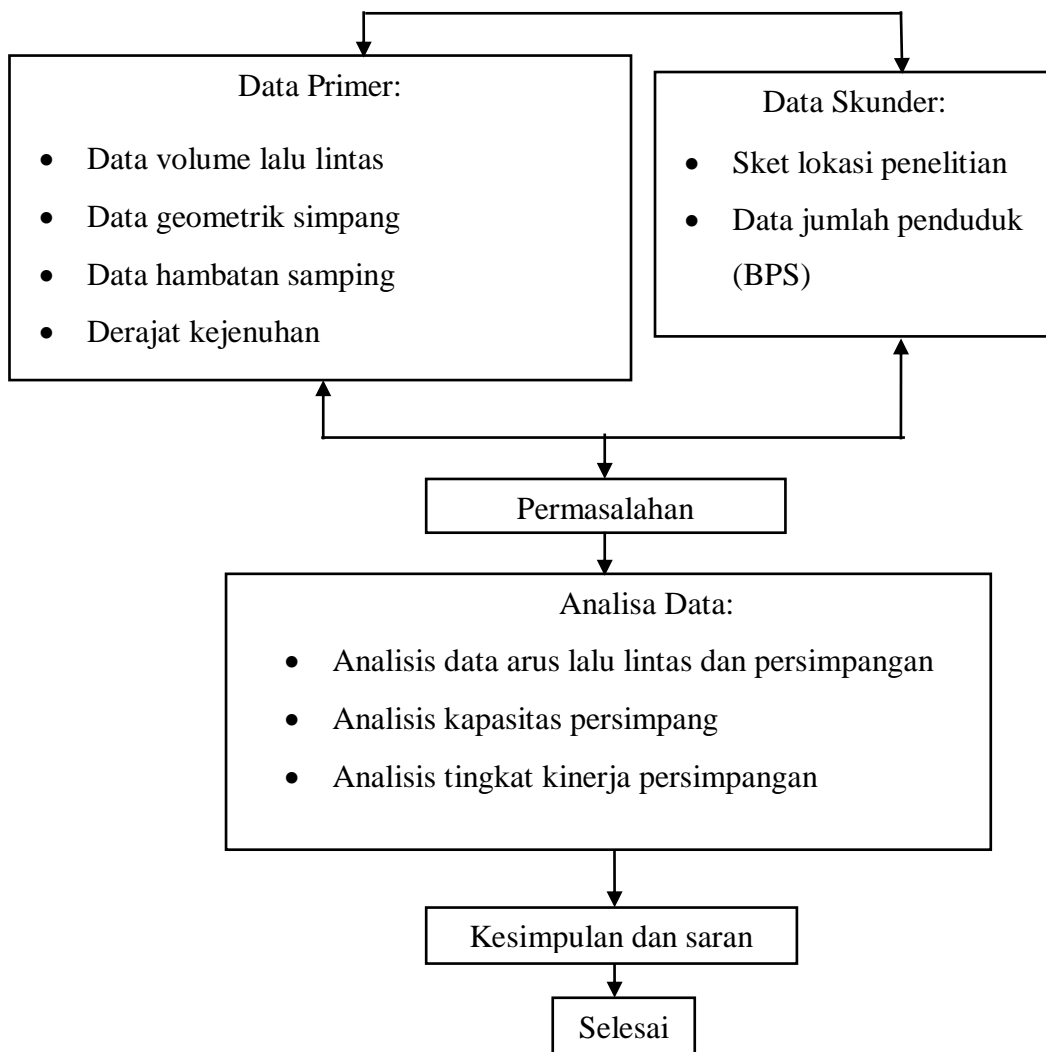 Data Primer:
• Data volume lalu lintas
• Data geometrik simpang
• Data hambatan samping
• Derajat kejenuhan
Data Skunder:
• Sket lokasi penelitian
• Data jumlah penduduk
(BPS)
Permasalahan
Analisa Data:
• Analisis data arus lalu lintas dan persimpangan
• Analisis kapasitas persimpang
• Analisis tingkat kinerja persimpangan
Kesimpulan dan saran
Selesai